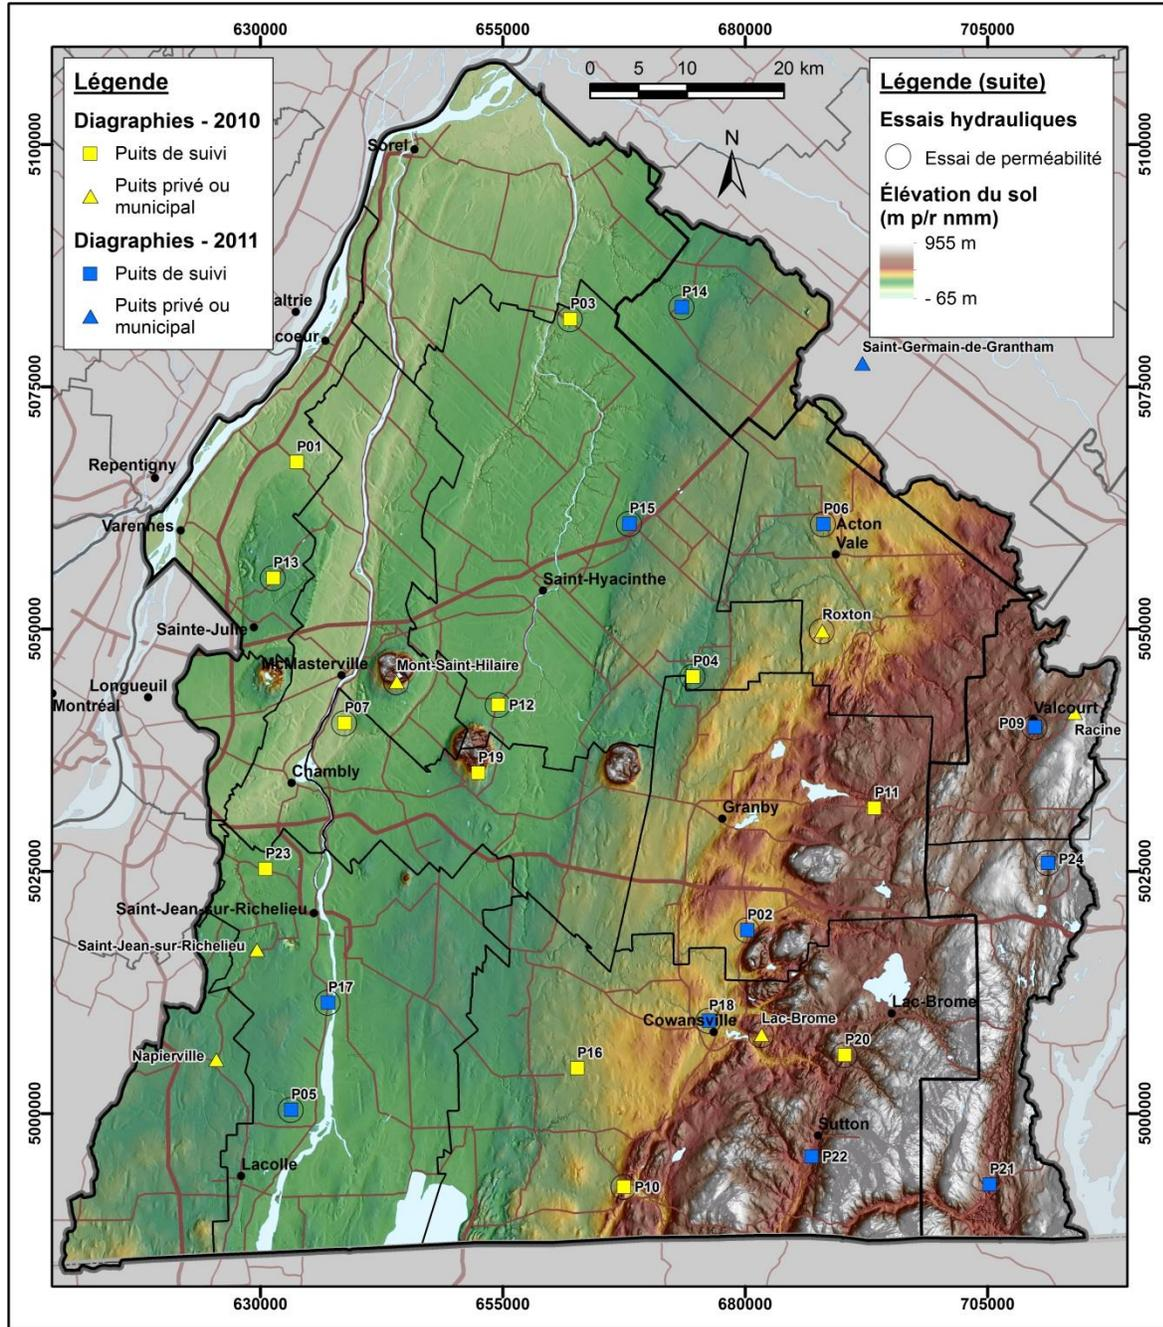 630000
655000
680000
705000
Légende
Diagraphies - 2010
Puits de suivi
Puits privé ou
municipal
Diagraphies - 2011
Puits de suivi
Puits privé ou
municipal
0 5 10 20 km
N
Légende (suite)
Essais hydrauliques
Essai de perméabilité
Élévation du sol
(m p/r nmm)
955 m
- 65 m
5100000
5100000
Sorel
altrie
coeur
P03
P14
Saint-Germain-de-Grantham
5075000
5075000
P01
Repentigny
Varennes
P15
P06
Acton
Vale
P13
Saint-Hyacinthe
Sainte-Julie
Roxton
5050000
5050000
McMasterville
Mont-Saint-Hilaire
P04
Longueuil
Montréal
P07
P12
P09
Valcourt
Racine
P19
Chambly
Granby
P11
P23
P24
5025000
5025000
Saint-Jean-sur-Richelieu
P02
Saint-Jean-sur-Richelieu
P17
P18
Cowansville
Lac-Brome
Lac-Brome
Napierville
P16
P20
P05
5000000
5000000
Sutton
P22
Lacolle
P10
P21
630000
655000
680000
705000